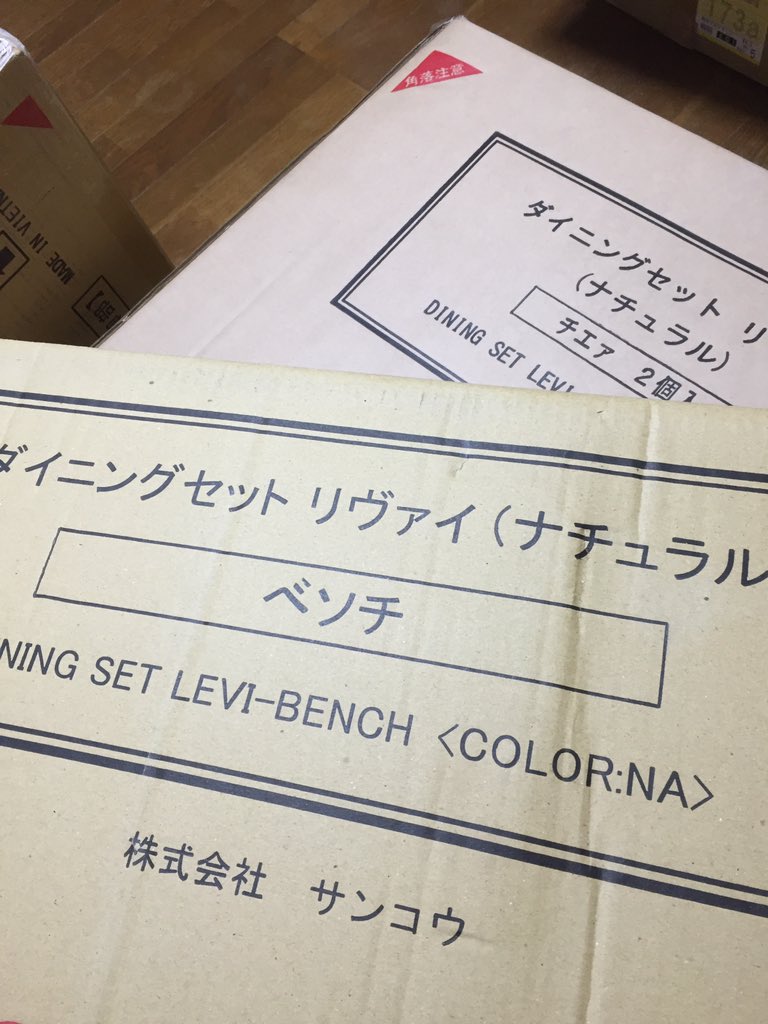 角落注意
ダイニングセット リ
(ナチュラル)
チエァ 2個
DINING SET LEVI
MADE IN VIETN
ダイニングセット リヴァイ(ナチュラル
ベソチ
NING SET LEVI-BENCH <COLOR:NA>
株式会社 サンコウ
1738